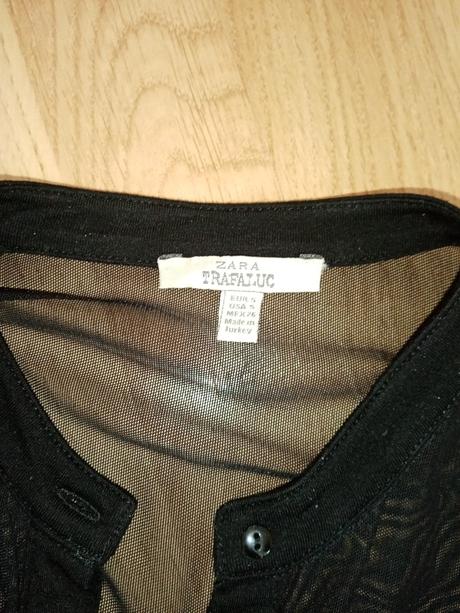 ZARA
TRAFALUC
EUR S
USA S
MEX 26
Made in
Turkey